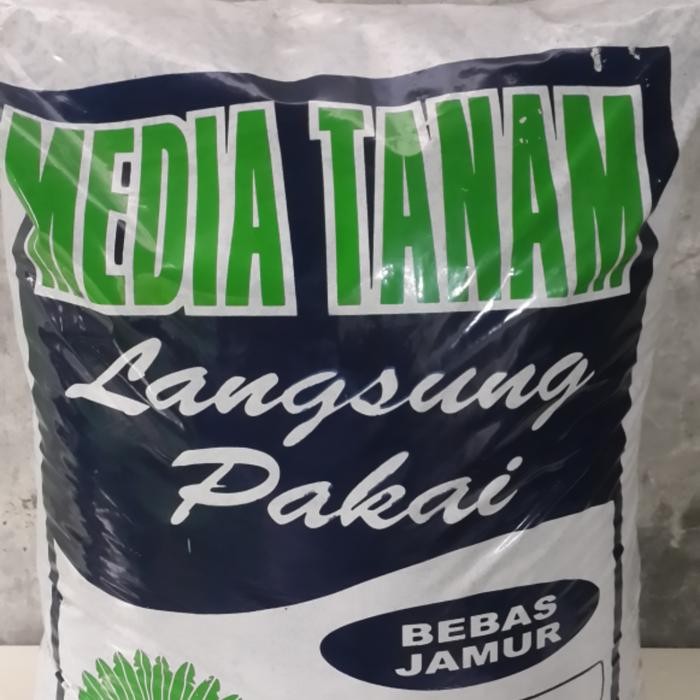 MEDIA TANAM
Langsung
Pakai
BEBAS
JAMUR